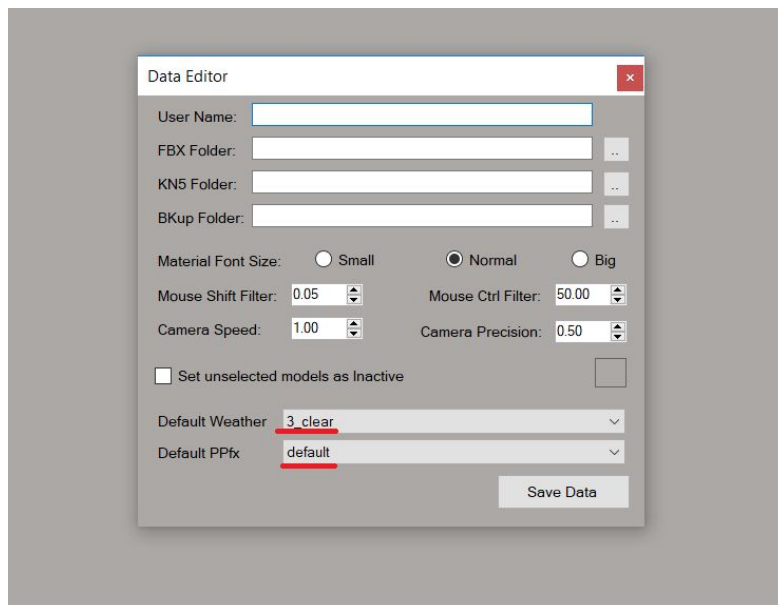 Data Editor
User Name:
FBX Folder:
..
KN5 Folder:
..
BKup Folder:
..
Material Font Size: Small Normal Big
Mouse Shift Filter: 0.05 Mouse Ctrl Filter: 50.00
Camera Speed: 1.00 Camera Precision: 0.50
Set unselected models as Inactive
Default Weather 3_clear
Default PPfx default
Save Data